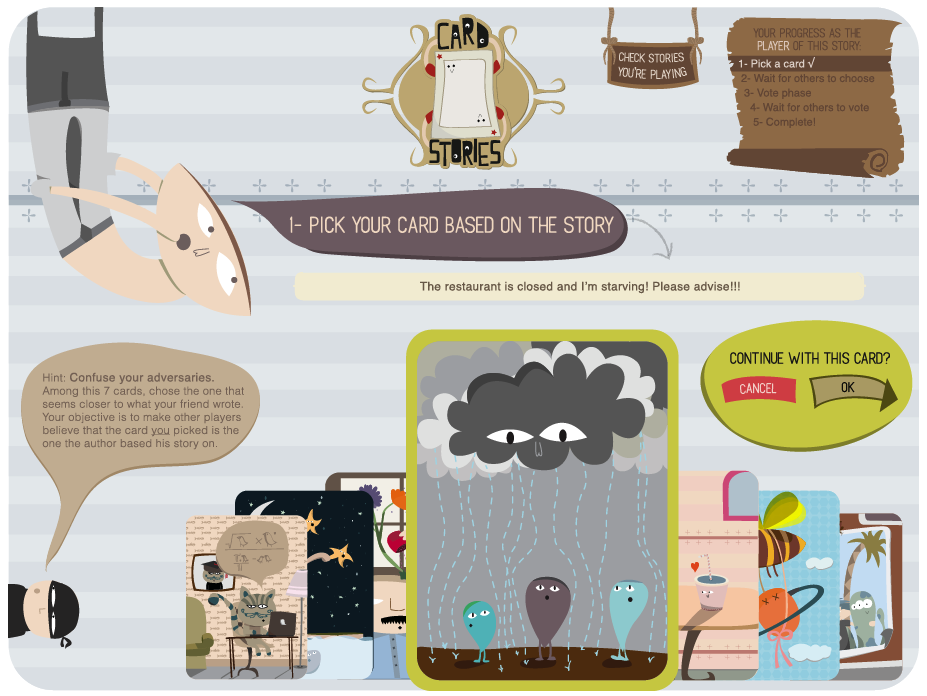 CARD
STORIES
CHECK STORIES
YOU'RE PLAYING
YOUR PROGRESS AS THE
PLAYER OF THIS STORY:
1- Pick a card √
2- Wait for others to choose
3- Vote phase
4- Wait for others to vote
5- Complete!
1- PICK YOUR CARD BASED ON THE STORY
The restaurant is closed and I'm starving! Please advise!!!
Hint: Confuse your adversaries.
Among this 7 cards, chose the one that
seems closer to what your friend wrote.
Your objective is to make other players
believe that the card you picked is the
one the author based his story on.
CONTINUE WITH THIS CARD?
CANCEL
OK